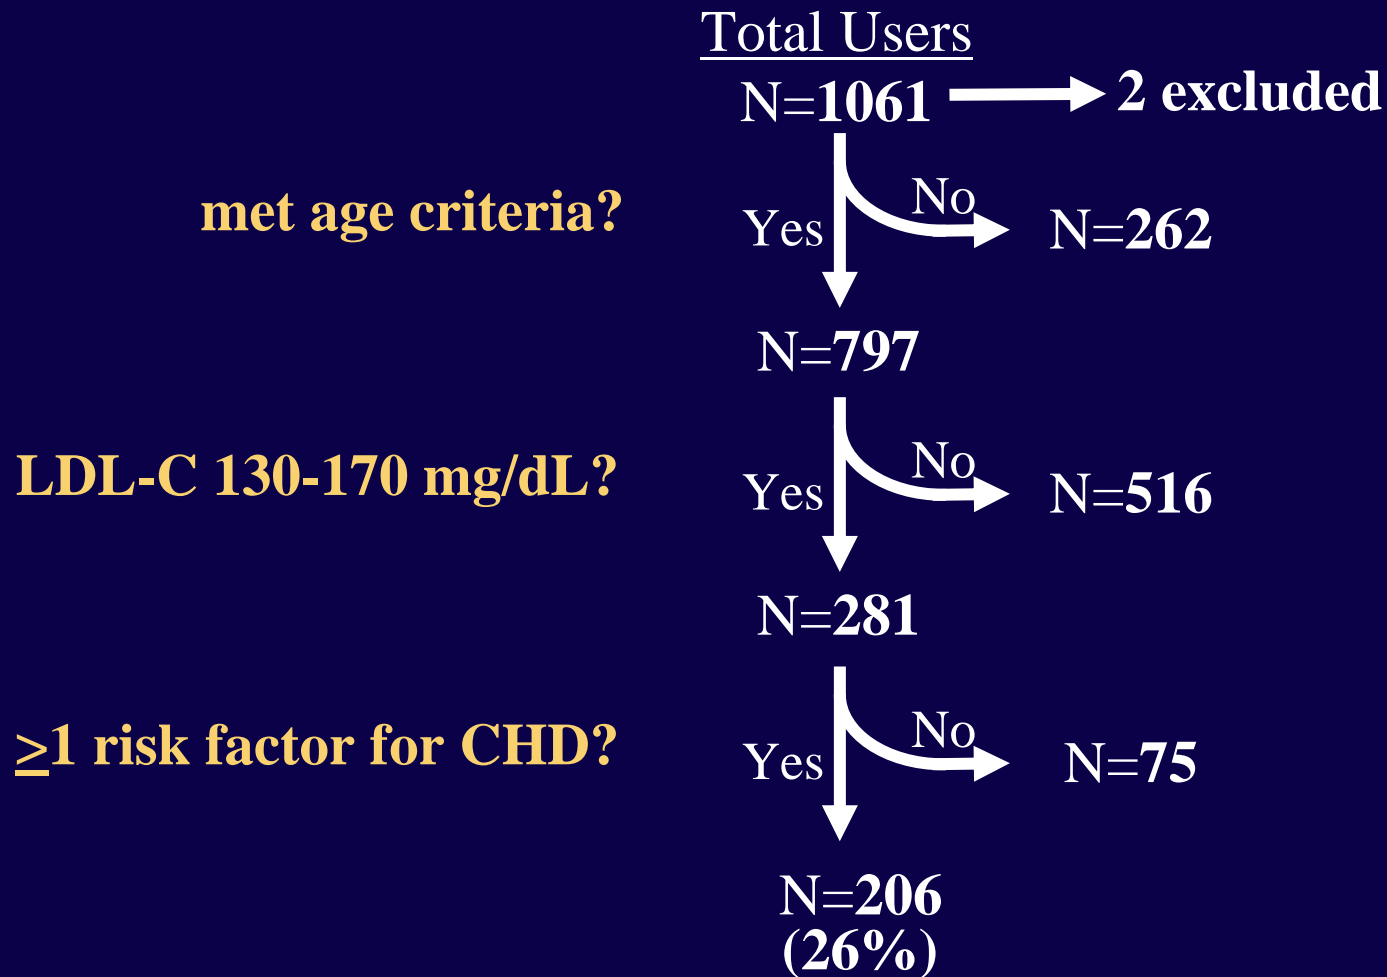 Total Users
N=1061
2 excluded
met age criteria?
Yes
No
N=262
N=797
LDL-C 130-170 mg/dL?
Yes
No
N=516
N=281
≥1 risk factor for CHD?
Yes
No
N=75
N=206
(26%)